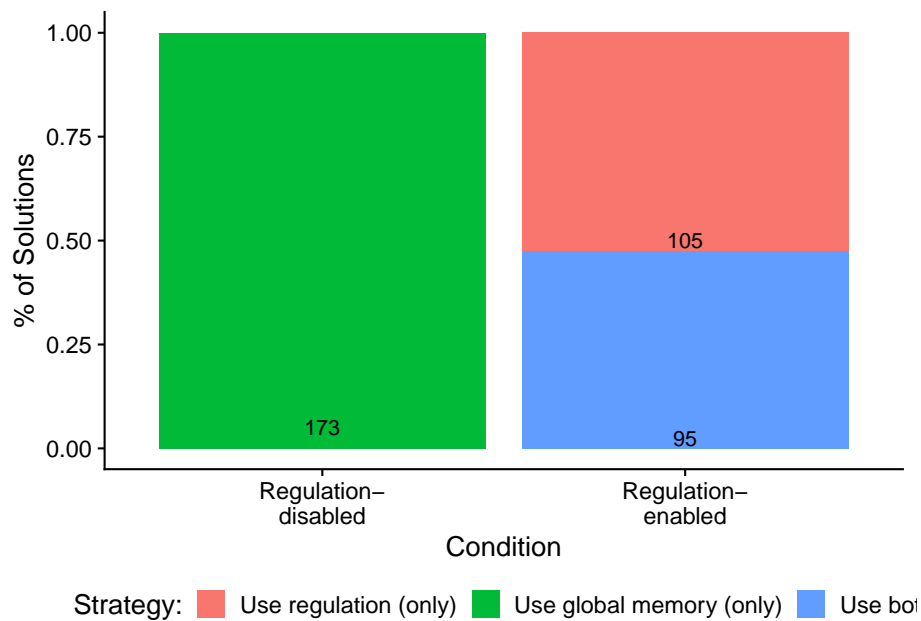 1.00
0.75
0.50
0.25
0.00
% of Solutions
173
105
95
Regulation−
disabled
Regulation−
enabled
Condition
Strategy: Use regulation (only) Use global memory (only) Use